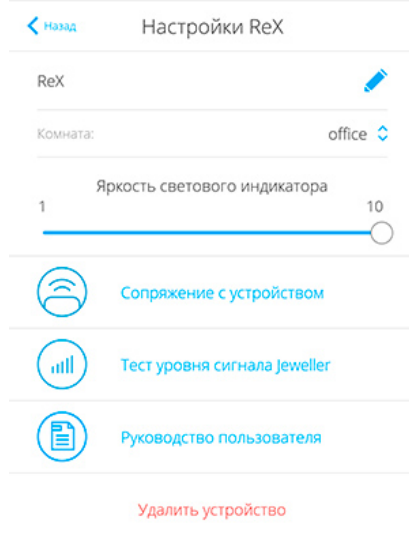 Назад
Настройки ReX
ReX
Комната:
office
Яркость светового индикатора
1
10
Сопряжение с устройством
Тест уровня сигнала Jeweller
Руководство пользователя
Удалить устройство